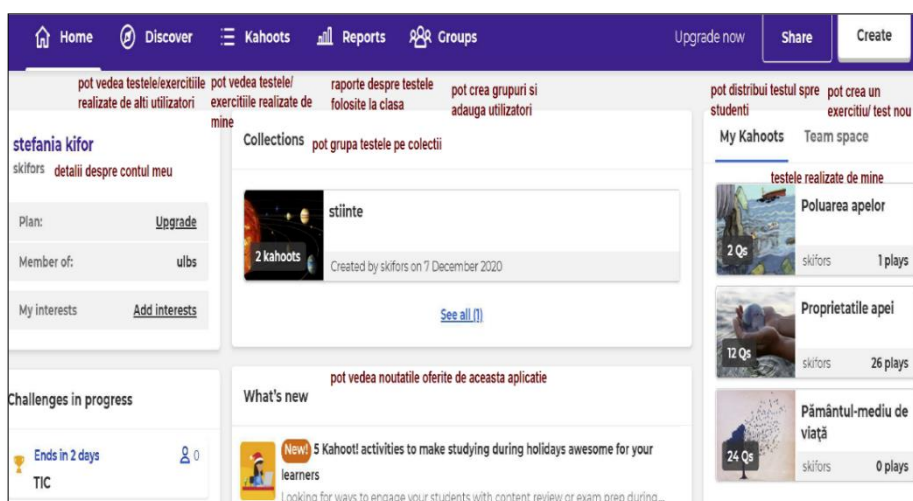 Home
Discover
Kahoots
Reports
Groups
Upgrade now
Share
Create
pot vedea testele/exercitiile
realizate de alti utilizatori
pot vedea testele/
exercitiile realizate de
mine
raporte despre testele
folosite la clasa
pot crea grupuri si
adauga utilizatori
pot distribui testul spre
studenti
pot crea un
exercitiu/ test nou
stefania kifor
skifors
detalii despre contul meu
Plan:
Upgrade
Member of:
ulbs
My interests
Add interests
Challenges in progress
Ends in 2 days
0
TIC
Collections
pot grupa testele pe colectii
stiinte
2 kahoots
Created by skifors on 7 December 2020
See all (1)
pot vedea noutatile oferite de aceasta aplicatie
What's new
New! 5 Kahoot! activities to make studying during holidays awesome for your
learners
Looking for ways to engage your students with content review or exam prep during...
My Kahoots
Team space
testele realizate de mine
Poluarea apelor
2 Qs
skifors
1 plays
Proprietatile apei
12 Qs
skifors
26 plays
Pământul-mediu de
viață
24 Qs
skifors
0 plays